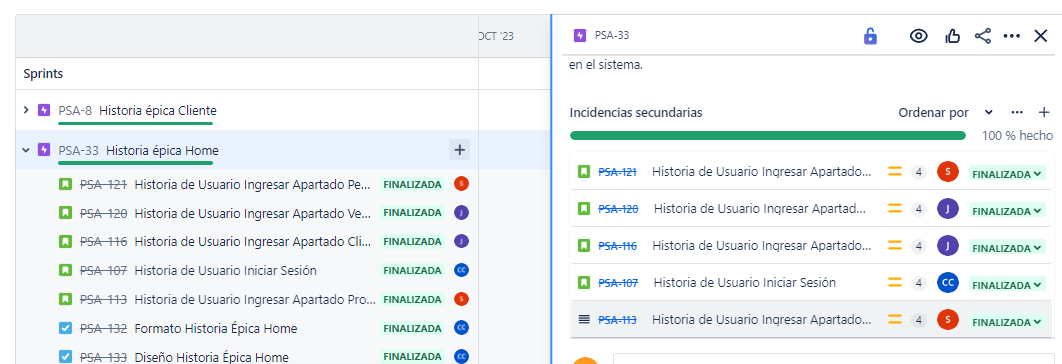 OCT '23
Sprints
PSA-8 Historia épica Cliente
PSA-33 Historia épica Home
PSA-121 Historia de Usuario Ingresar Apartado Pe... FINALIZADA S
PSA-120 Historia de Usuario Ingresar Apartado Ve... FINALIZADA J
PSA-116 Historia de Usuario Ingresar Apartado Cli... FINALIZADA J
PSA-107 Historia de Usuario Iniciar Sesión FINALIZADA CC
PSA-113 Historia de Usuario Ingresar Apartado Pro... FINALIZADA S
PSA-132 Formato Historia Épica Home FINALIZADA CC
PSA-133 Diseño Historia Épica Home FINALIZADA CC
PSA-33
en el sistema.
Incidencias secundarias Ordenar por
100 % hecho
PSA-121 Historia de Usuario Ingresar Apartado... 4 S FINALIZADA
PSA-120 Historia de Usuario Ingresar Apartad... 4 J FINALIZADA
PSA-116 Historia de Usuario Ingresar Apartado... 4 J FINALIZADA
PSA-107 Historia de Usuario Iniciar Sesión 4 CC FINALIZADA
PSA-113 Historia de Usuario Ingresar Apartado... 4 S FINALIZADA